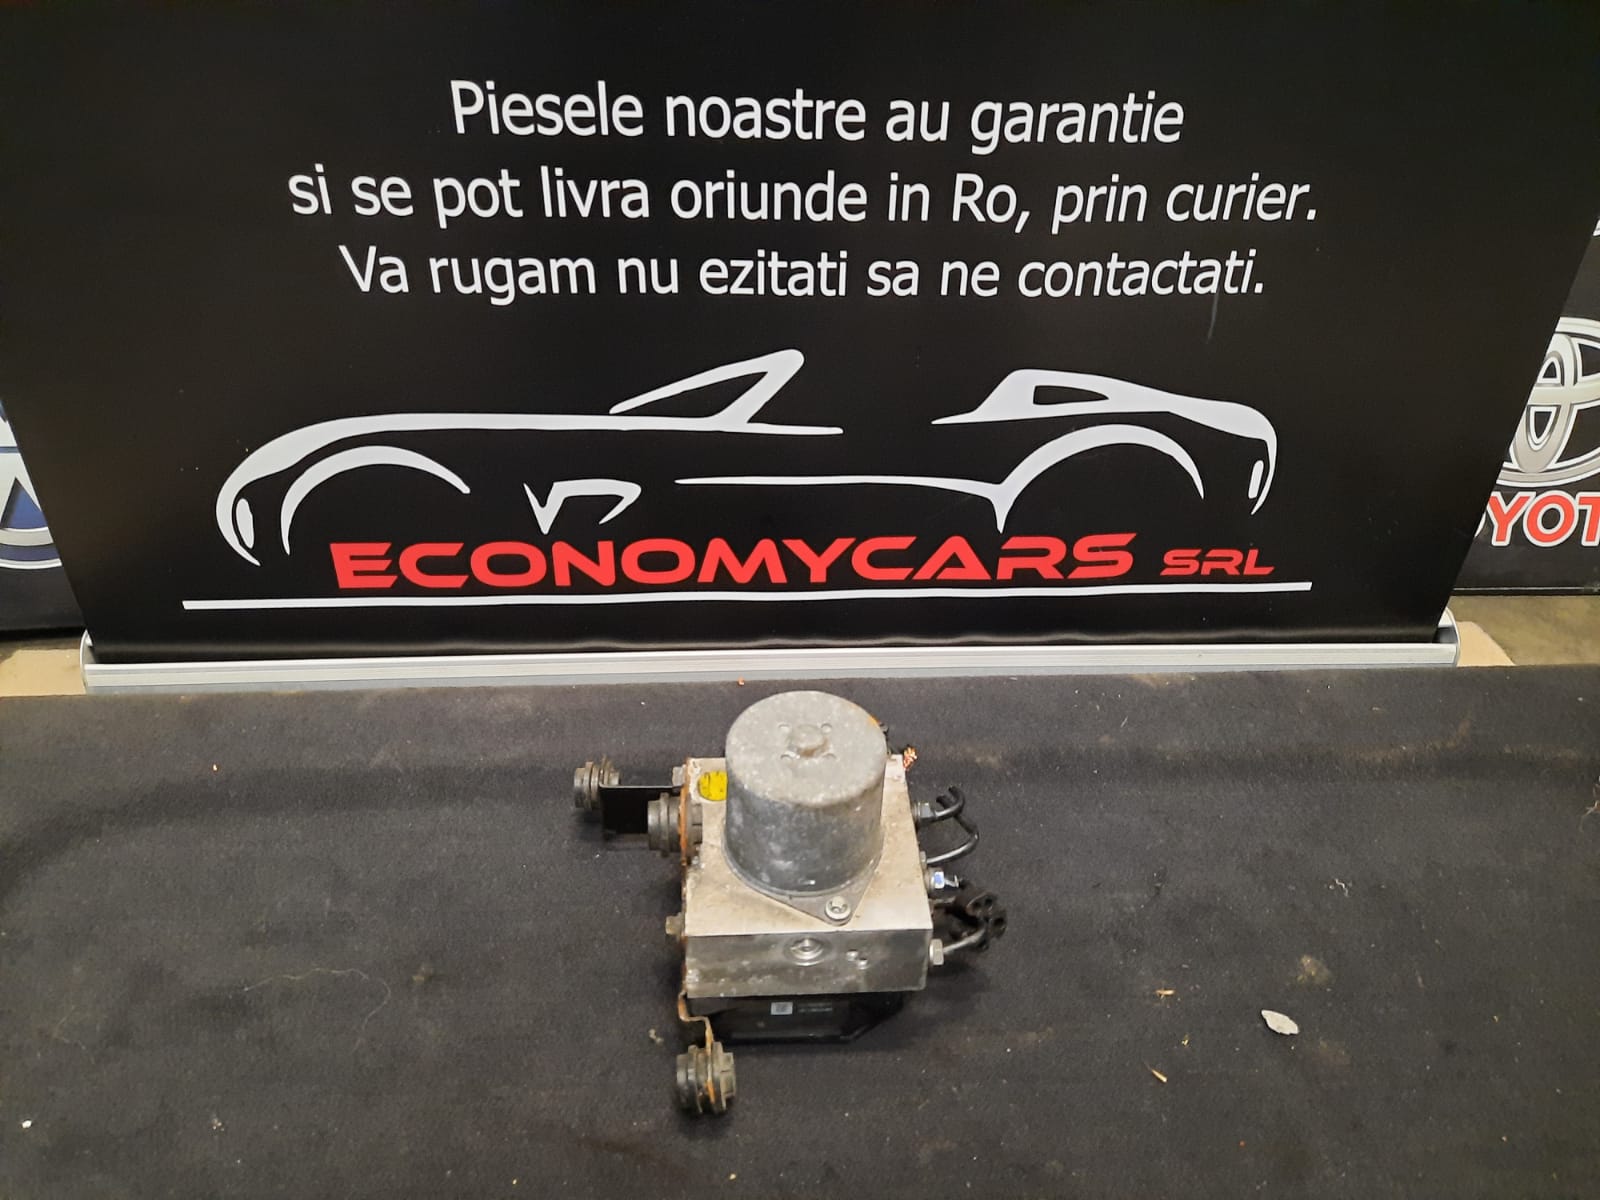 Piesele noastre au garantie
si se pot livra oriunde in Ro, prin curier.
Va rugam nu ezitati sa ne contactati.
ECONOMYCARS SRL